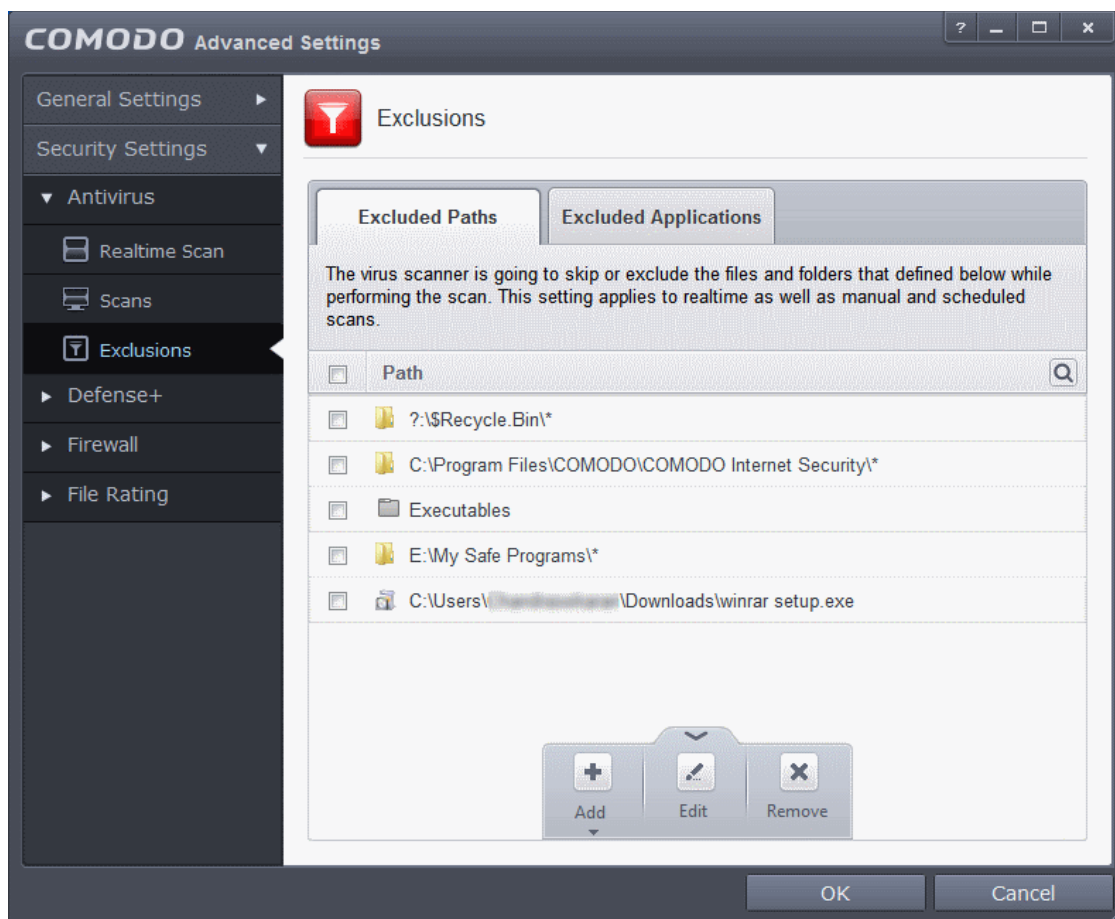 COMODO Advanced Settings
?
General Settings
Security Settings
Antivirus
Realtime Scan
Scans
Exclusions
Defense+
Firewall
File Rating
Exclusions
Excluded Paths
Excluded Applications
The virus scanner is going to skip or exclude the files and folders that defined below while
performing the scan. This setting applies to realtime as well as manual and scheduled
scans.
Path
?:\$Recycle.Bin\*
C:\Program Files\COMODO\COMODO Internet Security\*
Executables
E:\My Safe Programs\*
C:\Users\ \Downloads\winrar setup.exe
Add
Edit
Remove
OK
Cancel